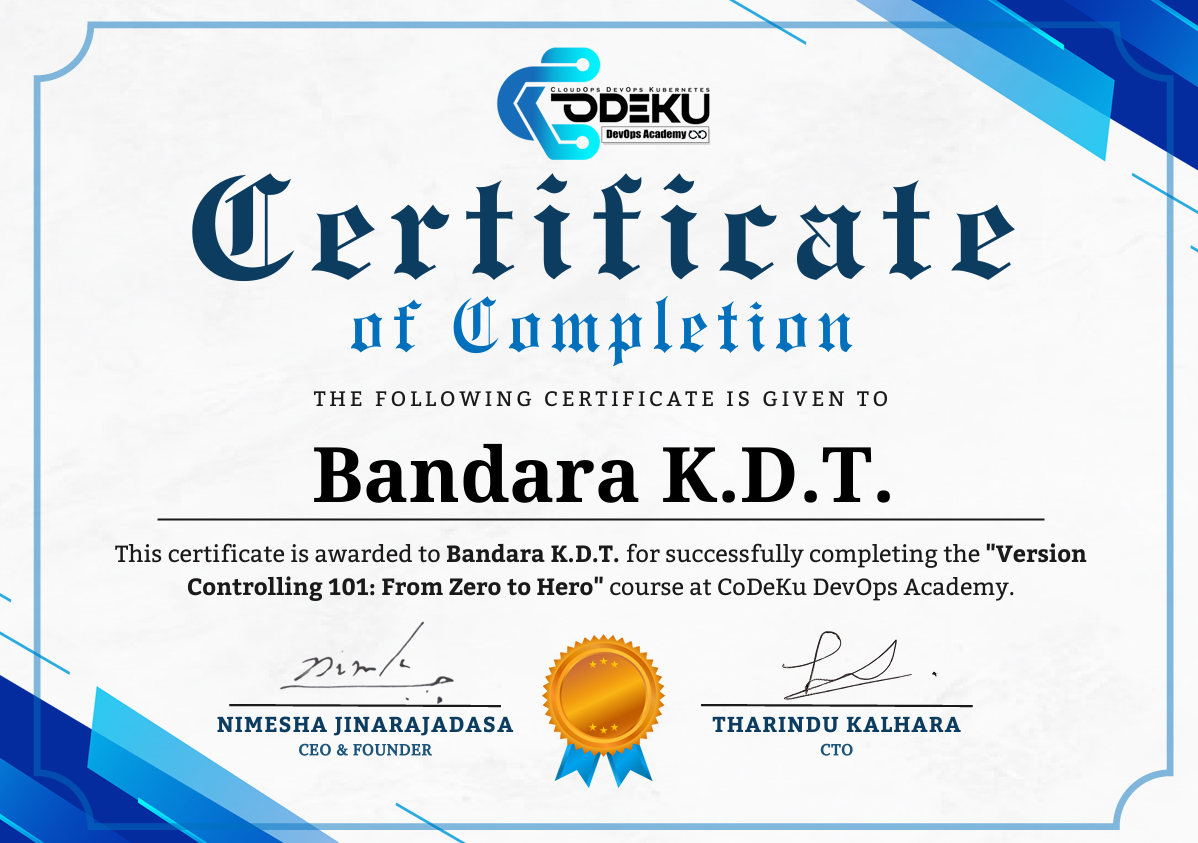 CLOUDOPS DEVOPS KUBERNETES
CODEKU
DevOps Academy
Certificate
of Completion
THE FOLLOWING CERTIFICATE IS GIVEN TO
Bandara K.D.T.
This certificate is awarded to Bandara K.D.T. for successfully completing the "Version
Controlling 101: From Zero to Hero" course at CoDeKu DevOps Academy.
NIMESHA JINARAJADASA
CEO & FOUNDER
THARINDU KALHARA
CTO